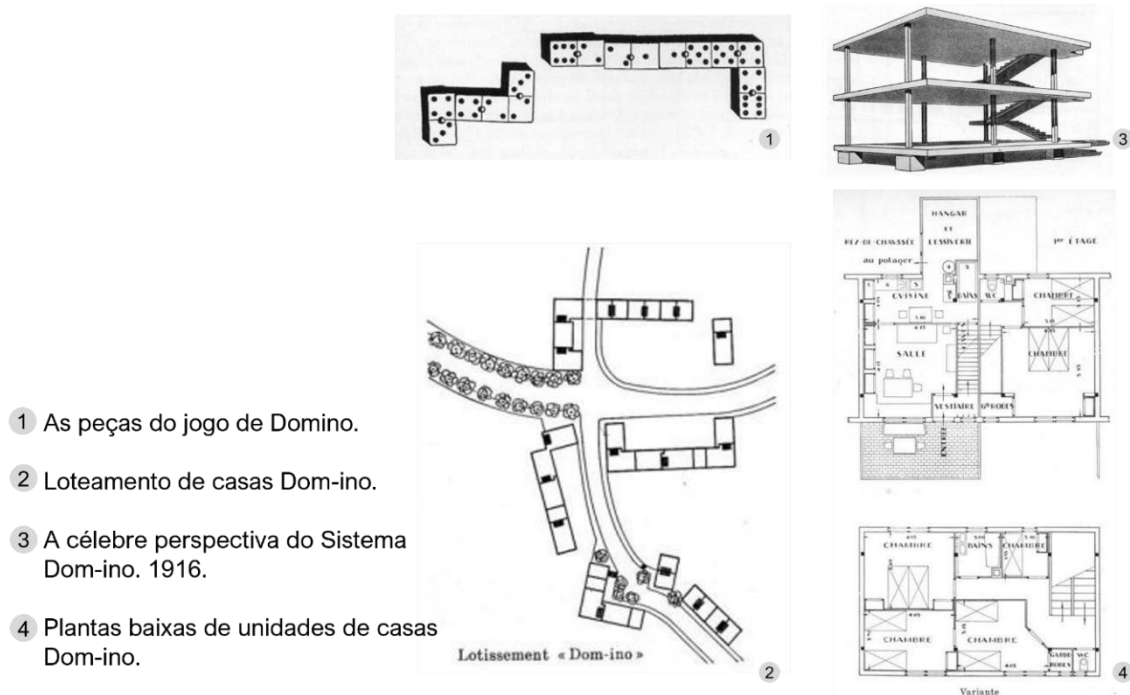 1
3
HANGAR
ET
LESSIVERIE
REZ-DE-CHAUSSÉE
1er ÉTAGE
au potager
CUISINE
BAINS
WC
CHAMBRE
SALLE
CHAMBRE
VESTIAIRE
Gde ROBES
ENTRÉE
1 As peças do jogo de Domino.
2 Loteamento de casas Dom-ino.
3 A célebre perspectiva do Sistema
Dom-ino. 1916.
4 Plantas baixas de unidades de casas
Dom-ino.
Lotissement « Dom-ino »
2
CHAMBRE
BAINS
CHAMBRE
CHAMBRE
CHAMBRE
GARDE
ROBES
WC
Variante
4